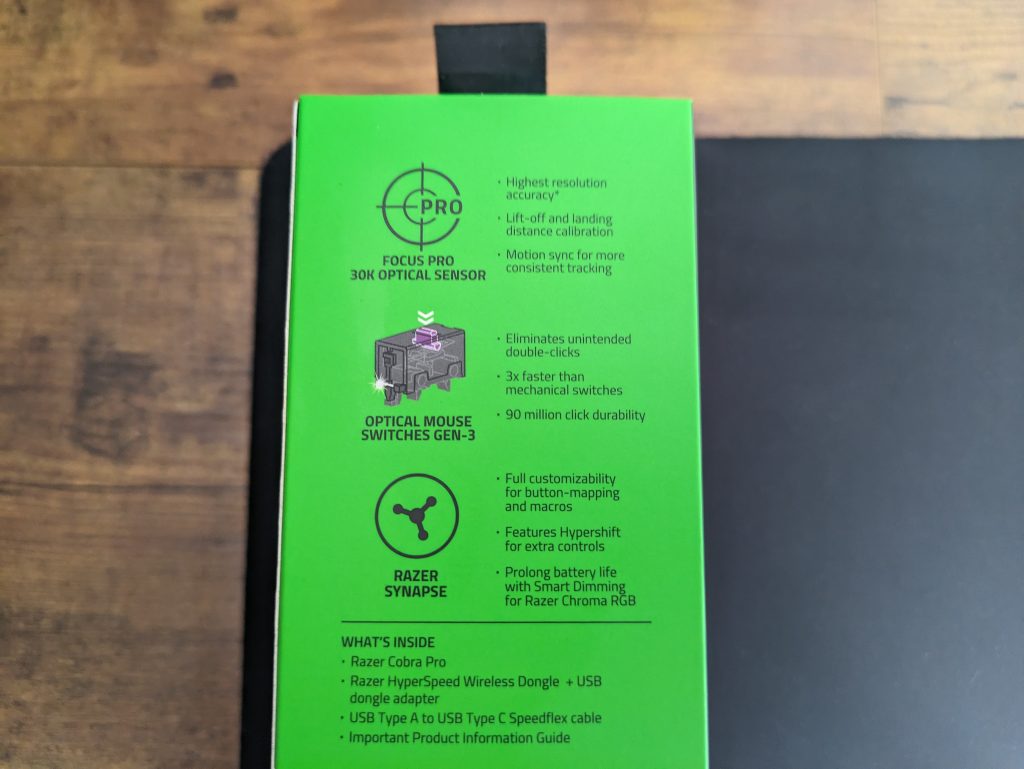 PRO
FOCUS PRO
30K OPTICAL SENSOR
• Highest resolution
accuracy*
• Lift-off and landing
distance calibration
• Motion sync for more
consistent tracking
OPTICAL MOUSE
SWITCHES GEN-3
• Eliminates unintended
double-clicks
• 3x faster than
mechanical switches
• 90 million click durability
RAZER
SYNAPSE
• Full customizability
for button-mapping
and macros
• Features Hypershift
for extra controls
• Prolong battery life
with Smart Dimming
for Razer Chroma RGB
WHAT'S INSIDE
• Razer Cobra Pro
• Razer HyperSpeed Wireless Dongle + USB
dongle adapter
• USB Type A to USB Type C Speedflex cable
• Important Product Information Guide